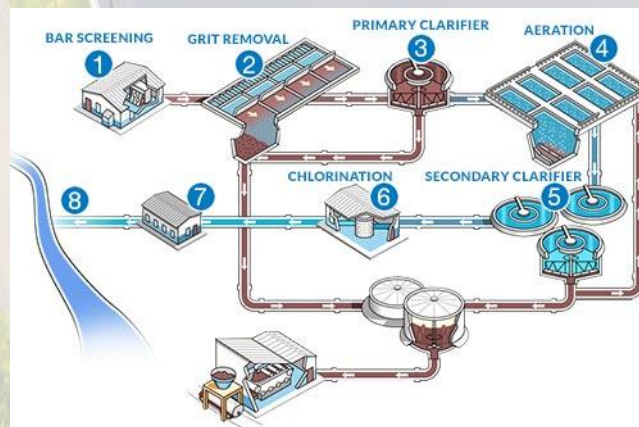 BAR SCREENING
1
GRIT REMOVAL
2
PRIMARY CLARIFIER
3
AERATION
4
CHLORINATION
6
SECONDARY CLARIFIER
5
8
7